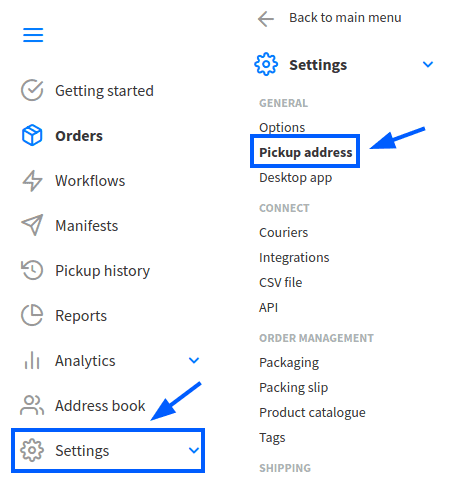 Getting started
Orders
Workflows
Manifests
Pickup history
Reports
Analytics
Address book
Settings
Back to main menu
Settings
GENERAL
Options
Pickup address
Desktop app
CONNECT
Couriers
Integrations
CSV file
API
ORDER MANAGEMENT
Packaging
Packing slip
Product catalogue
Tags
SHIPPING